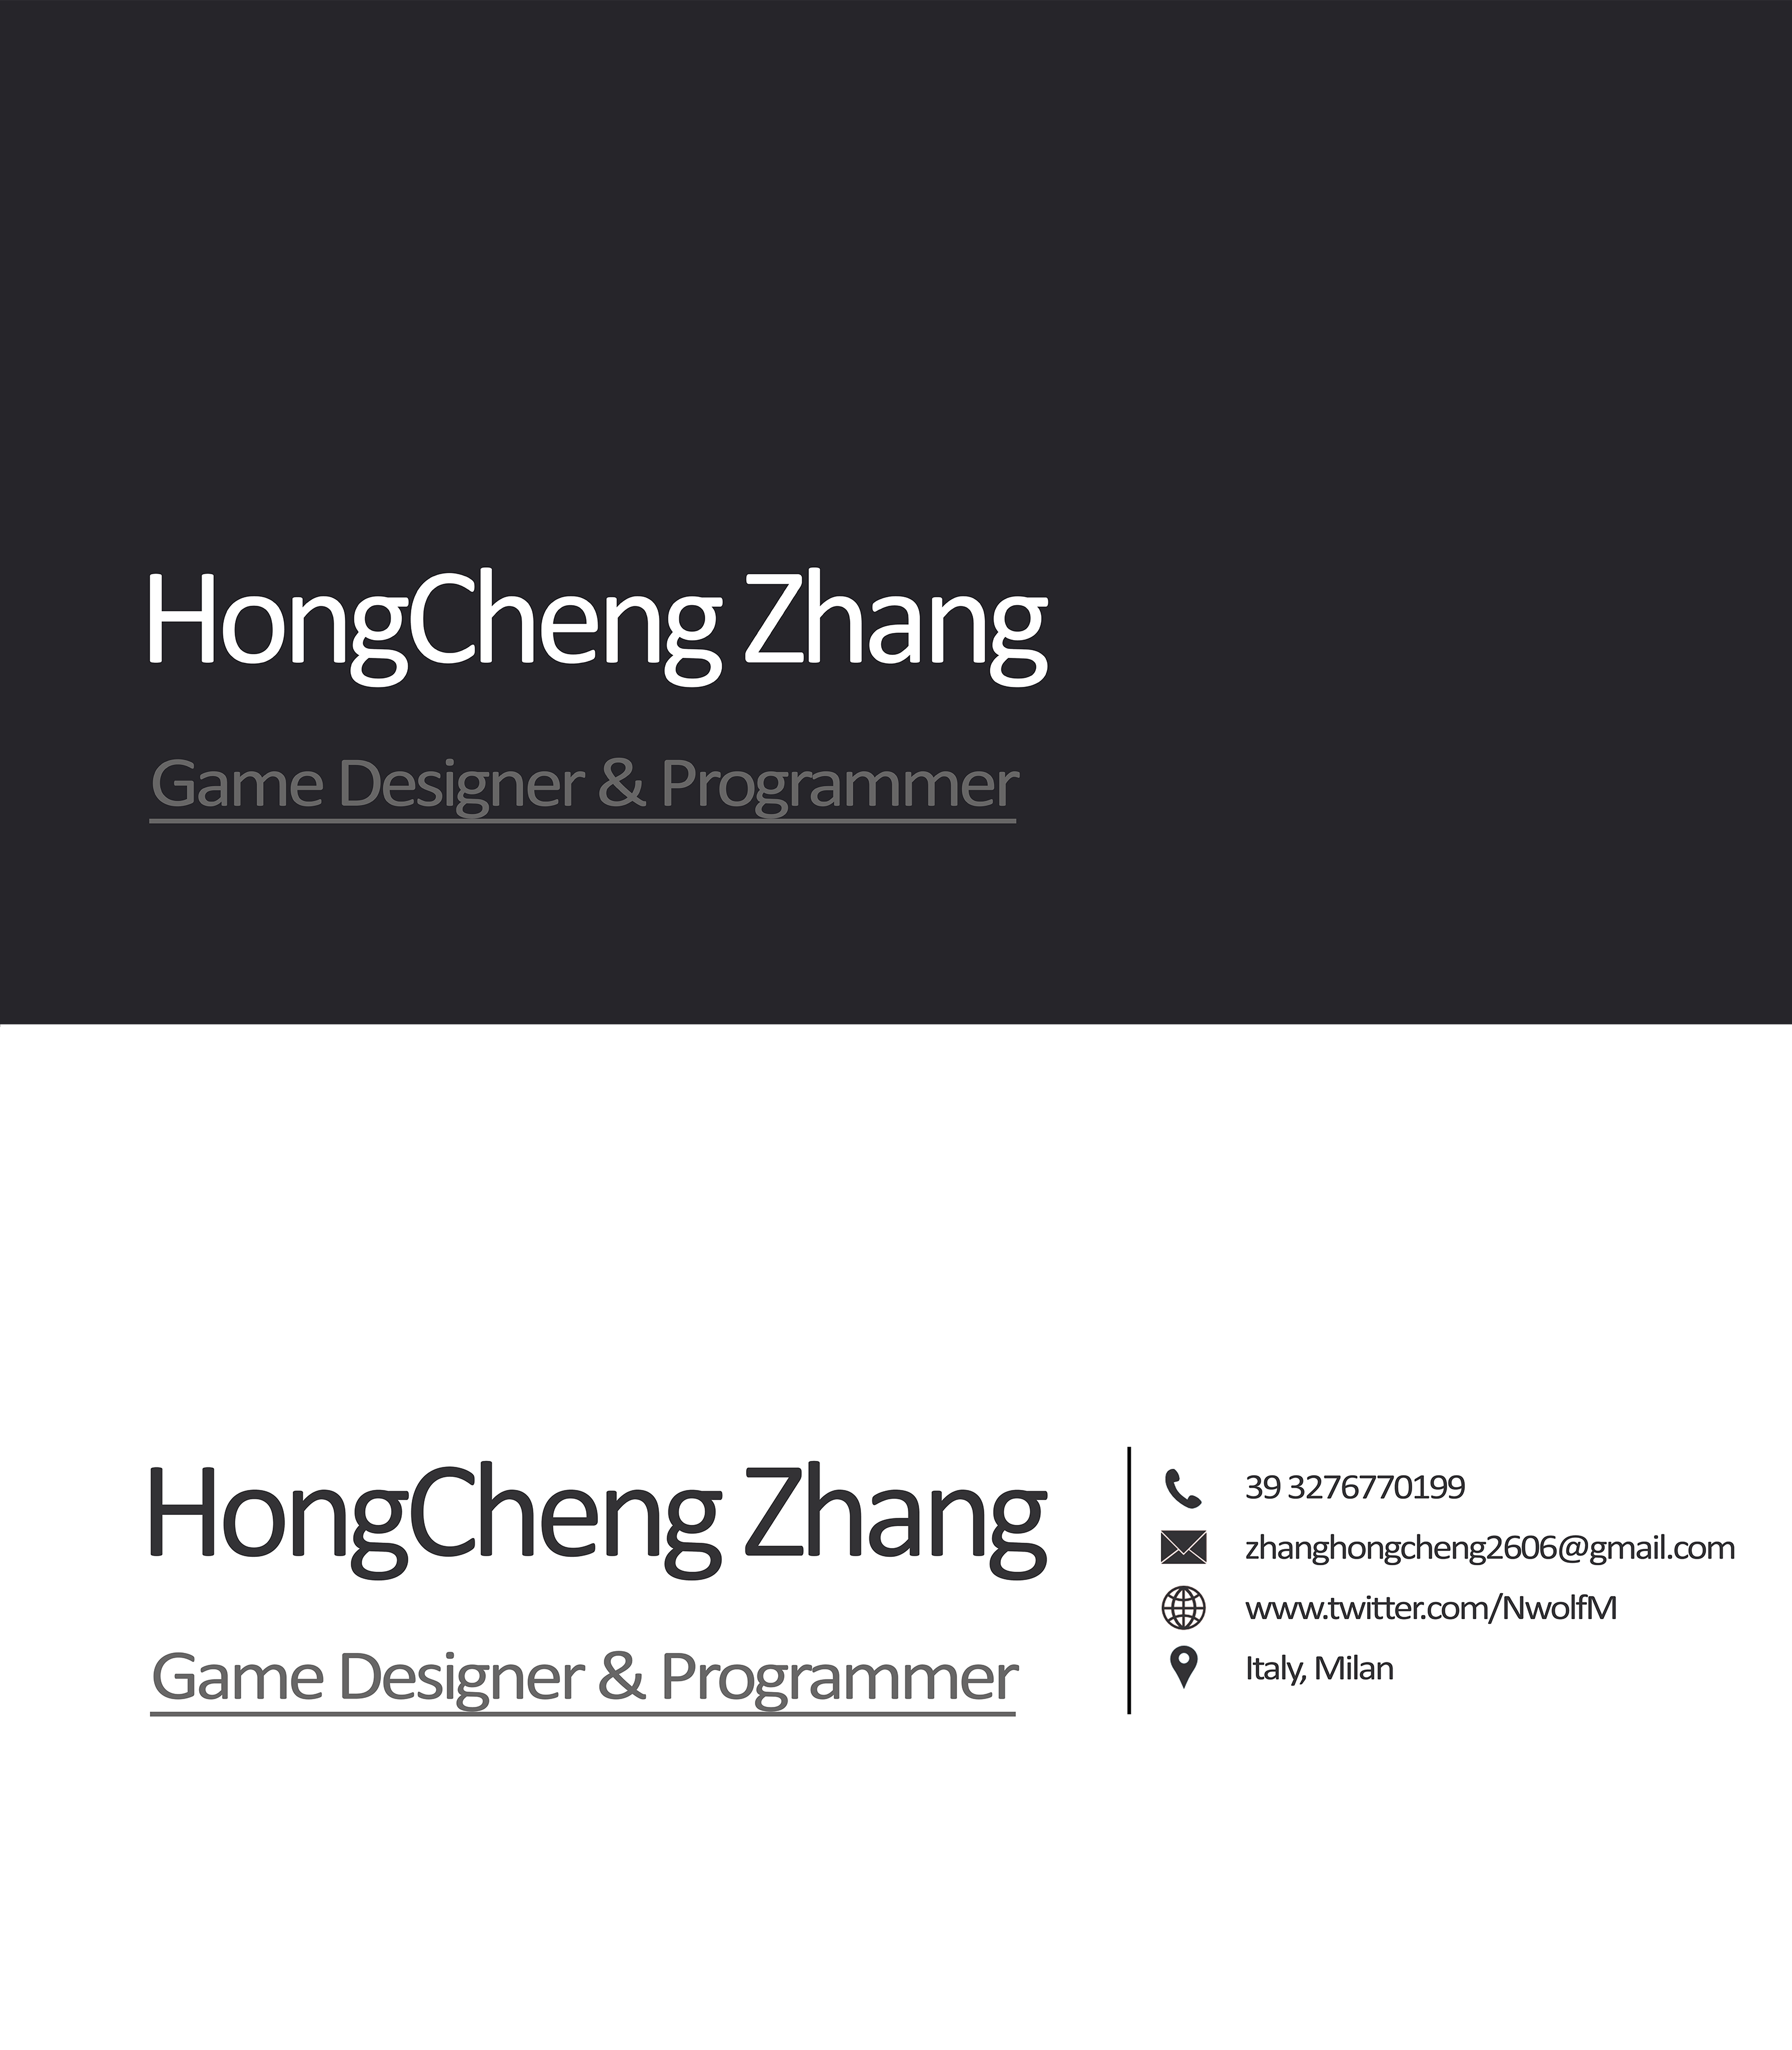 HongCheng Zhang
Game Designer & Programmer
HongCheng Zhang
Game Designer & Programmer
39 3276770199
zhanghongcheng2606@gmail.com
www.twitter.com/NwolfM
Italy, Milan